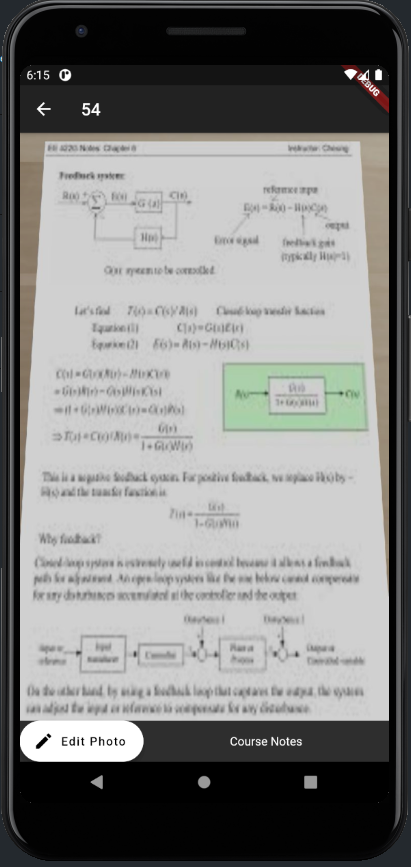 6:15
DEBUG
54
EE 4220 Notes: Chapter 6 Instructor: Cheung
Feedback system:
R(s) + E(s) G(s) C(s)
H(s)
reference input
E(s) = R(s) − H(s)C(s)
output
Error signal feedback gain
(typically H(s)=1)
G(s): system to be controlled
Let's find T(s) = C(s)/R(s) Closed-loop transfer function
Equation (1) C(s) = G(s)E(s)
Equation (2) E(s) = R(s) − H(s)C(s)
C(s) = G(s)(R(s) − H(s)C(s))
= G(s)R(s) − G(s)H(s)C(s)
⇒ (1 + G(s)H(s))C(s) = G(s)R(s)
⇒ T(s) = C(s)/R(s) = G(s) / 1 + G(s)H(s)
R(s) G(s) / 1 + G(s)H(s) C(s)
This is a negative feedback system. For positive feedback, we replace H(s) by −
H(s) and the transfer function is
T(s) = G(s) / 1 − G(s)H(s)
Why feedback?
Closed-loop system is extremely useful in control because it allows a feedback
path for adjustment. An open-loop system like the one below cannot compensate
for any disturbances accumulated at the controller and the output.
Disturbance 1 Disturbance 2
Input or reference Input transducer Controller Plant or Process Output or Controlled variable
On the other hand, by using a feedback loop that captures the output, the system
can adjust the input or reference to compensate for any disturbance.
Edit Photo Course Notes